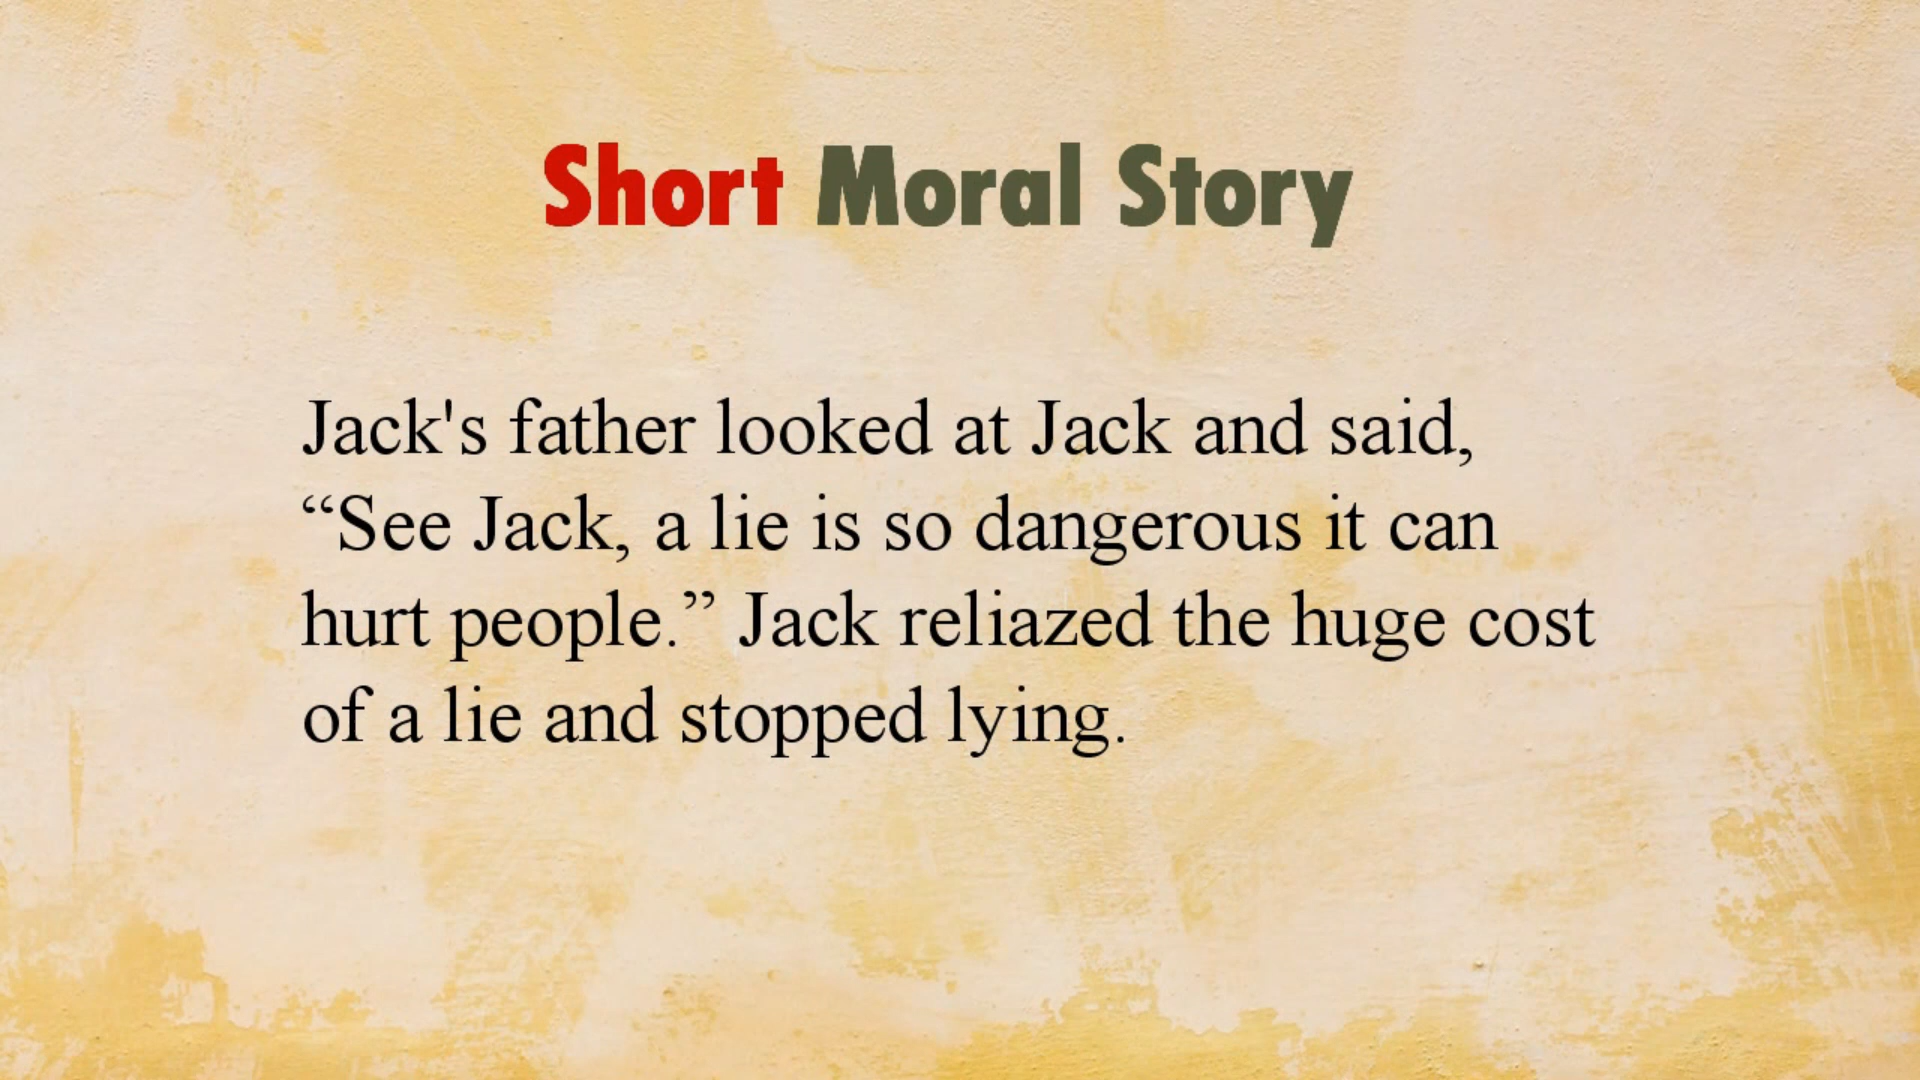 Short Moral Story
Jack's father looked at Jack and said,
“See Jack, a lie is so dangerous it can
hurt people.” Jack reliazed the huge cost
of a lie and stopped lying.